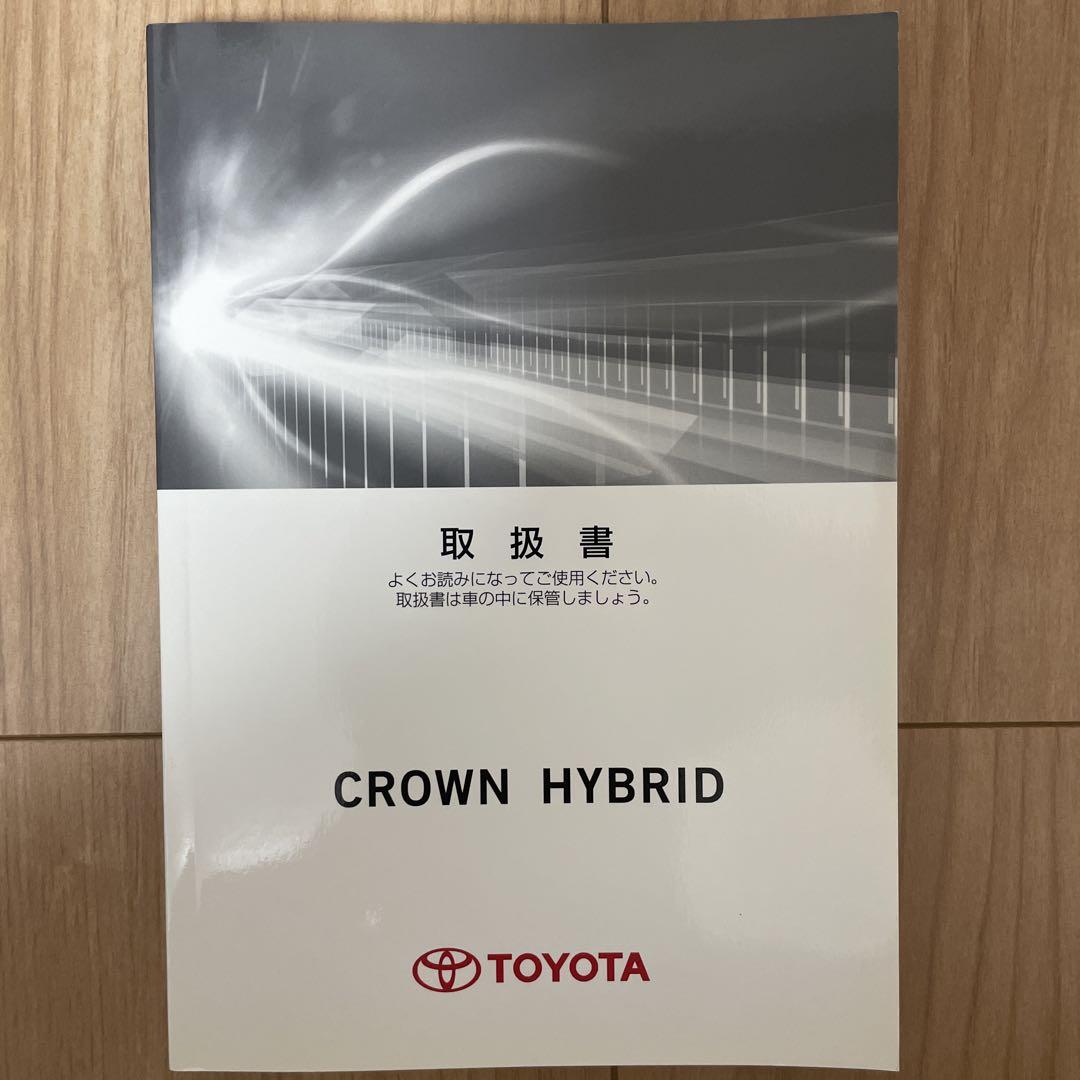 取扱書
よくお読みになってご使用ください。
取扱書は車の中に保管しましょう。
CROWN HYBRID
TOYOTA